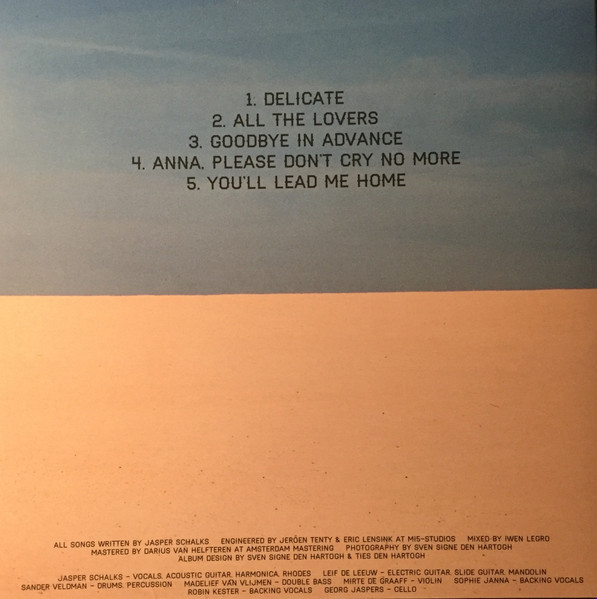 1. DELICATE
2. ALL THE LOVERS
3. GOODBYE IN ADVANCE
4. ANNA, PLEASE DON'T CRY NO MORE
5. YOU'LL LEAD ME HOME
ALL SONGS WRITTEN BY JASPER SCHALKS ENGINEERED BY JEROEN TENTY & ERIC LENSINK AT MI5-STUDIOS MIXED BY IWEN LEGRO
MASTERED BY DARIUS VAN HELFTEREN AT AMSTERDAM MASTERING PHOTOGRAPHY BY SVEN SIGNE DEN HARTOGH
ALBUM DESIGN BY SVEN SIGNE DEN HARTOGH & TIES DEN HARTOGH
JASPER SCHALKS – VOCALS, ACOUSTIC GUITAR, HARMONICA, RHODES LEIF DE LEEUW – ELECTRIC GUITAR, SLIDE GUITAR, MANDOLIN
SANDER VELDMAN – DRUMS, PERCUSSION MADELIEF VAN VLIJMEN – DOUBLE BASS MIRTE DE GRAAFF – VIOLIN SOPHIE JANNA – BACKING VOCALS
ROBIN KESTER – BACKING VOCALS GEORG JASPERS – CELLO